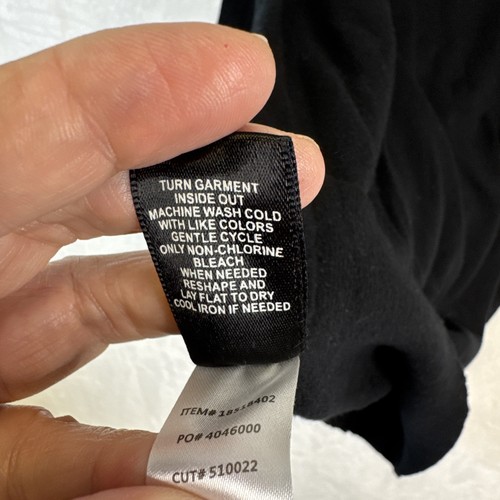 TURN GARMENT
INSIDE OUT
MACHINE WASH COLD
WITH LIKE COLORS
GENTLE CYCLE
ONLY NON-CHLORINE
BLEACH
WHEN NEEDED
RESHAPE AND
LAY FLAT TO DRY
COOL IRON IF NEEDED
ITEM#
PO# 4046000
CUT# 510022